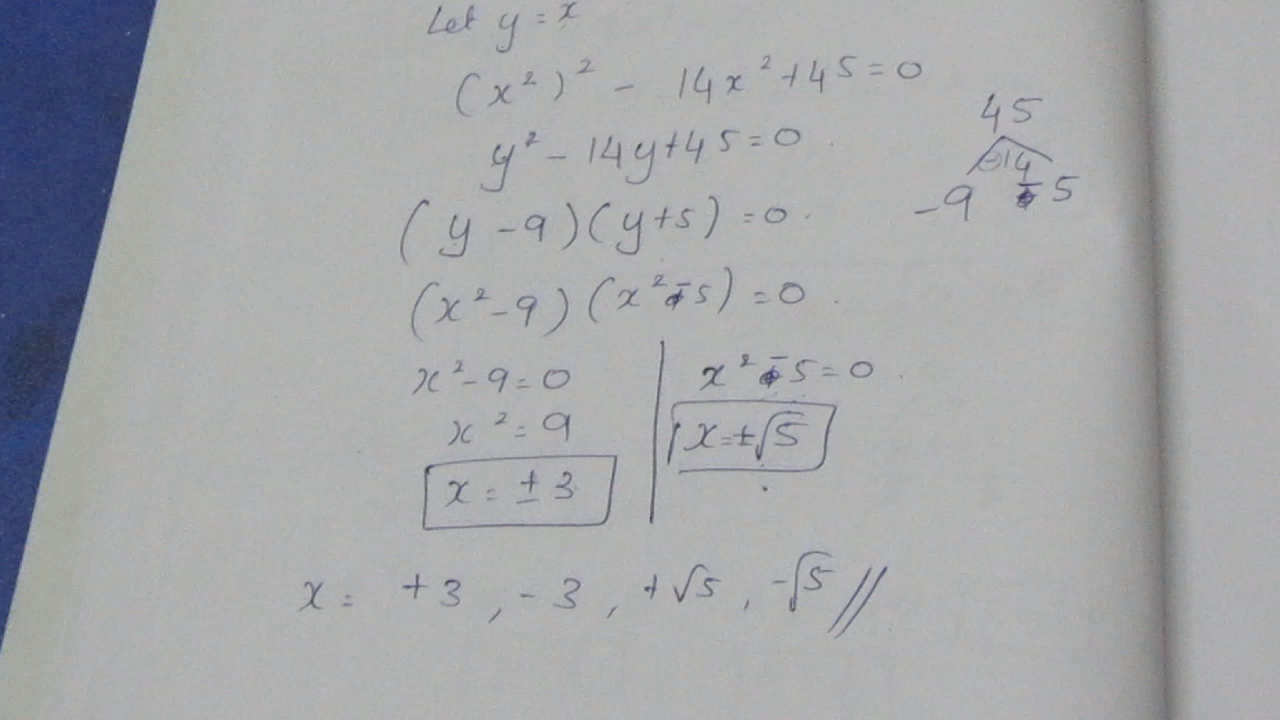 Let y = x
(x²)² - 14x² + 45 = 0
y² - 14y + 45 = 0
45
-14
-9 -5
(y - 9)(y + 5) = 0
(x² - 9)(x² - 5) = 0
x² - 9 = 0
x² = 9
x = ± 3
x² - 5 = 0
x = ±√5
x = +3, -3, +√5, -√5 //